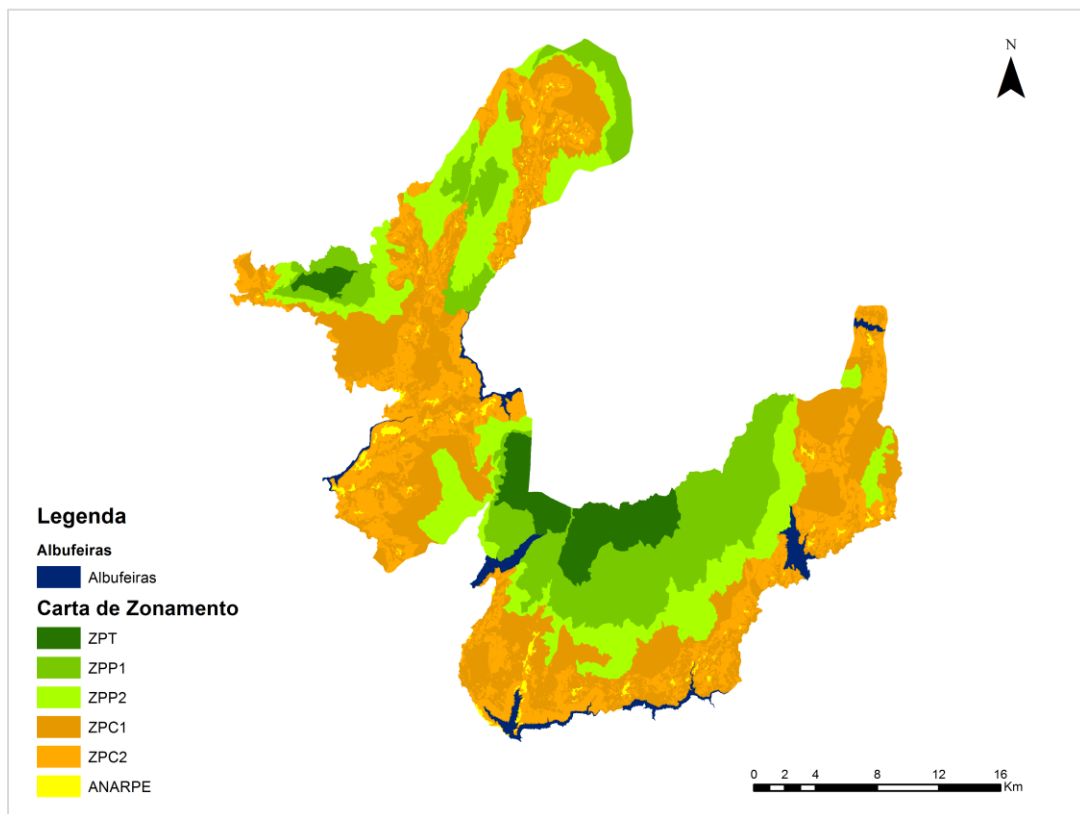 N
Legenda
Albufeiras
Albufeiras
Carta de Zonamento
ZPT
ZPP1
ZPP2
ZPC1
ZPC2
ANARPE
0 2 4 8 12 16
Km